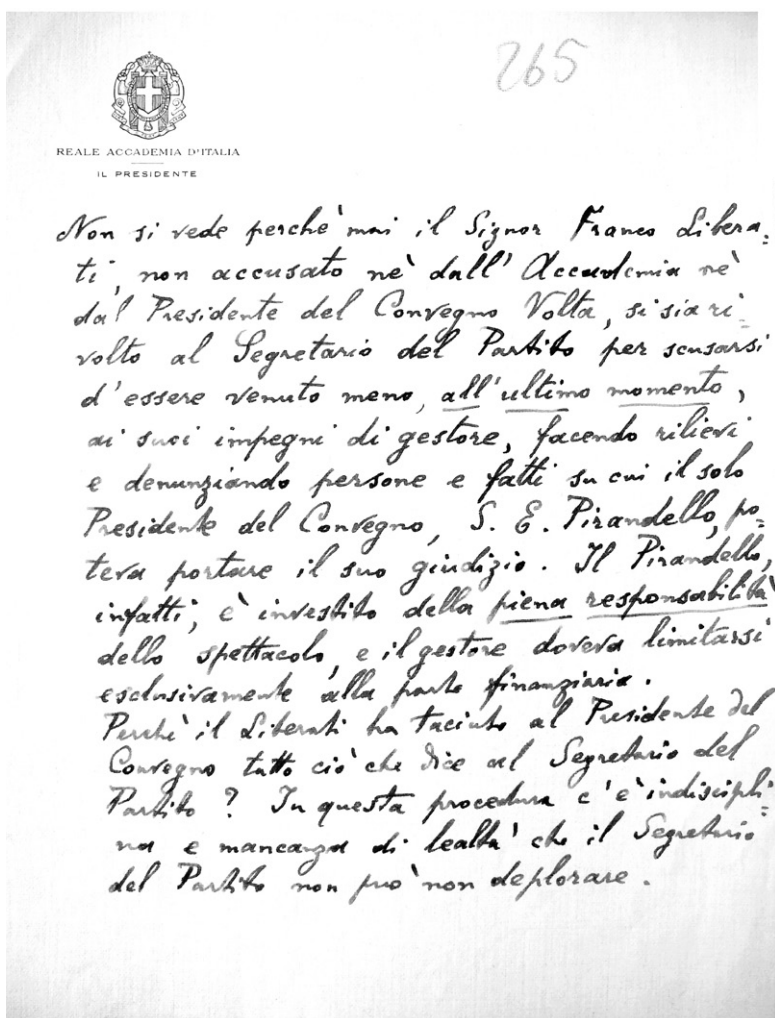 265
REALE ACCADEMIA D'ITALIA
IL PRESIDENTE
Non si vede perchè mai il Signor Franco Libera=
ti, non accusato nè dall' Accademia nè
dal Presidente del Convegno Volta, si sia ri=
volto al Segretario del Partito per scusarsi
d'essere venuto meno, all'ultimo momento,
ai suoi impegni di gestore, facendo rilievi
e denunziando persone e fatti su cui il solo
Presidente del Convegno, S. E. Pirandello, po=
teva portare il suo giudizio. Il Pirandello,
infatti, è investito della piena responsabilità
dello spettacolo, e il gestore doveva limitarsi
esclusivamente alla parte finanziaria.
Perchè il Liberati ha taciuto al Presidente del
Convegno tutto ciò che dice al Segretario del
Partito? In questa procedura c'è indiscipli=
na e mancanza di lealtà che il Segretario
del Partito non può non deplorare.